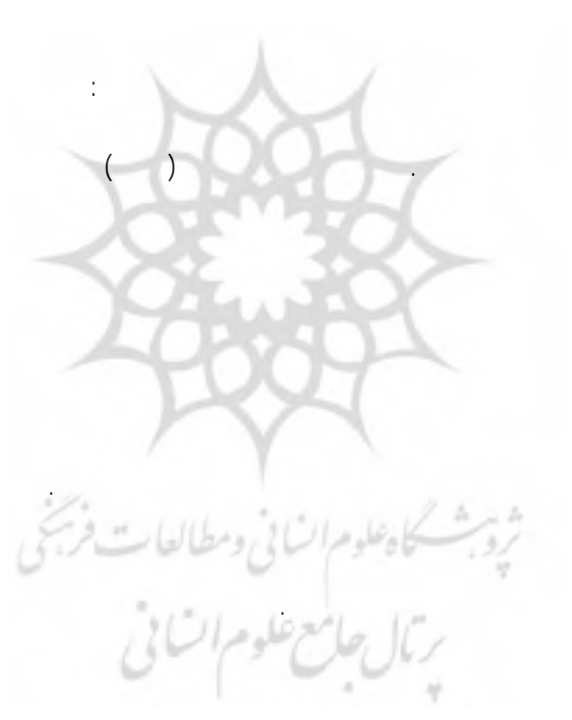 :
( ) .
.
پژوهشگاه علوم انسانی و مطالعات فرهنگی
.
پرتال جامع علوم انسانی